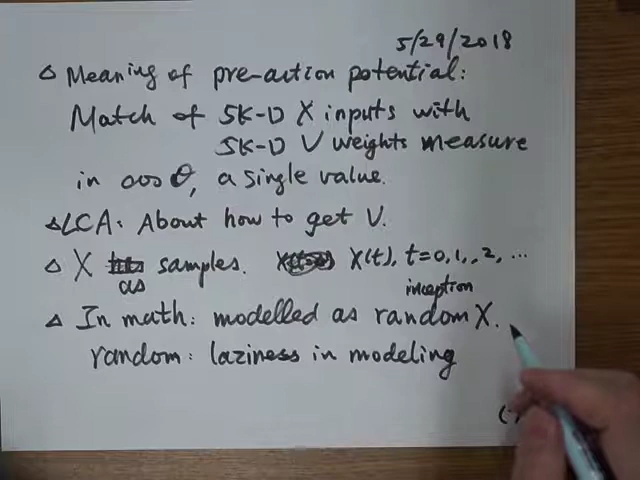 5/29/2018
△ Meaning of pre-action potential:
Match of 5K-D X inputs with
5K-D V weights measure
in cos θ, a single value.
△ LCA: About how to get V.
△ X as samples. X(t), t=0,1,,2, ...
inception
△ In math: modelled as random X.
random: laziness in modeling